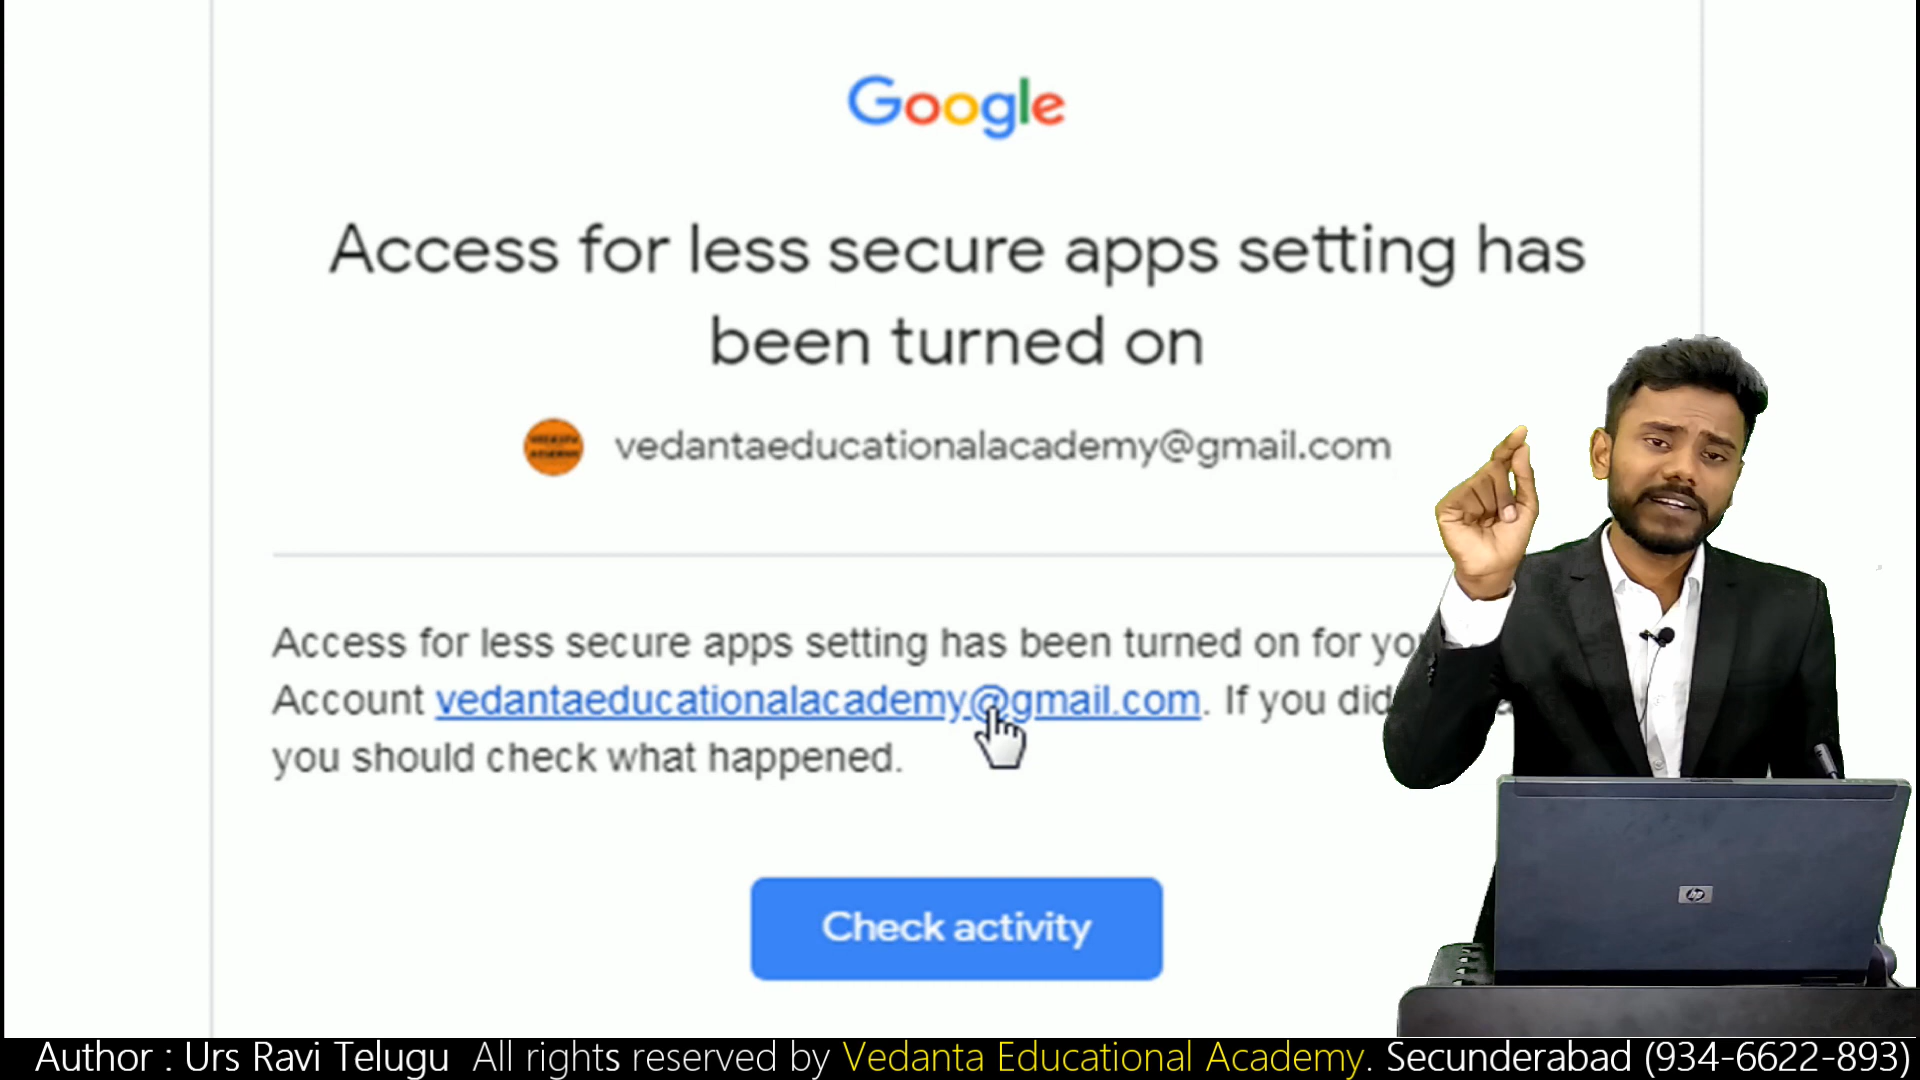 Google
Access for less secure apps setting has
been turned on
vedantaeducationalacademy@gmail.com
Access for less secure apps setting has been turned on for
Account vedantaeducationalacademy@gmail.com. If you did
you should check what happened.
Check activity
hp
Author : Urs Ravi Telugu All rights reserved by Vedanta Educational Academy. Secunderabad (934-6622-893)